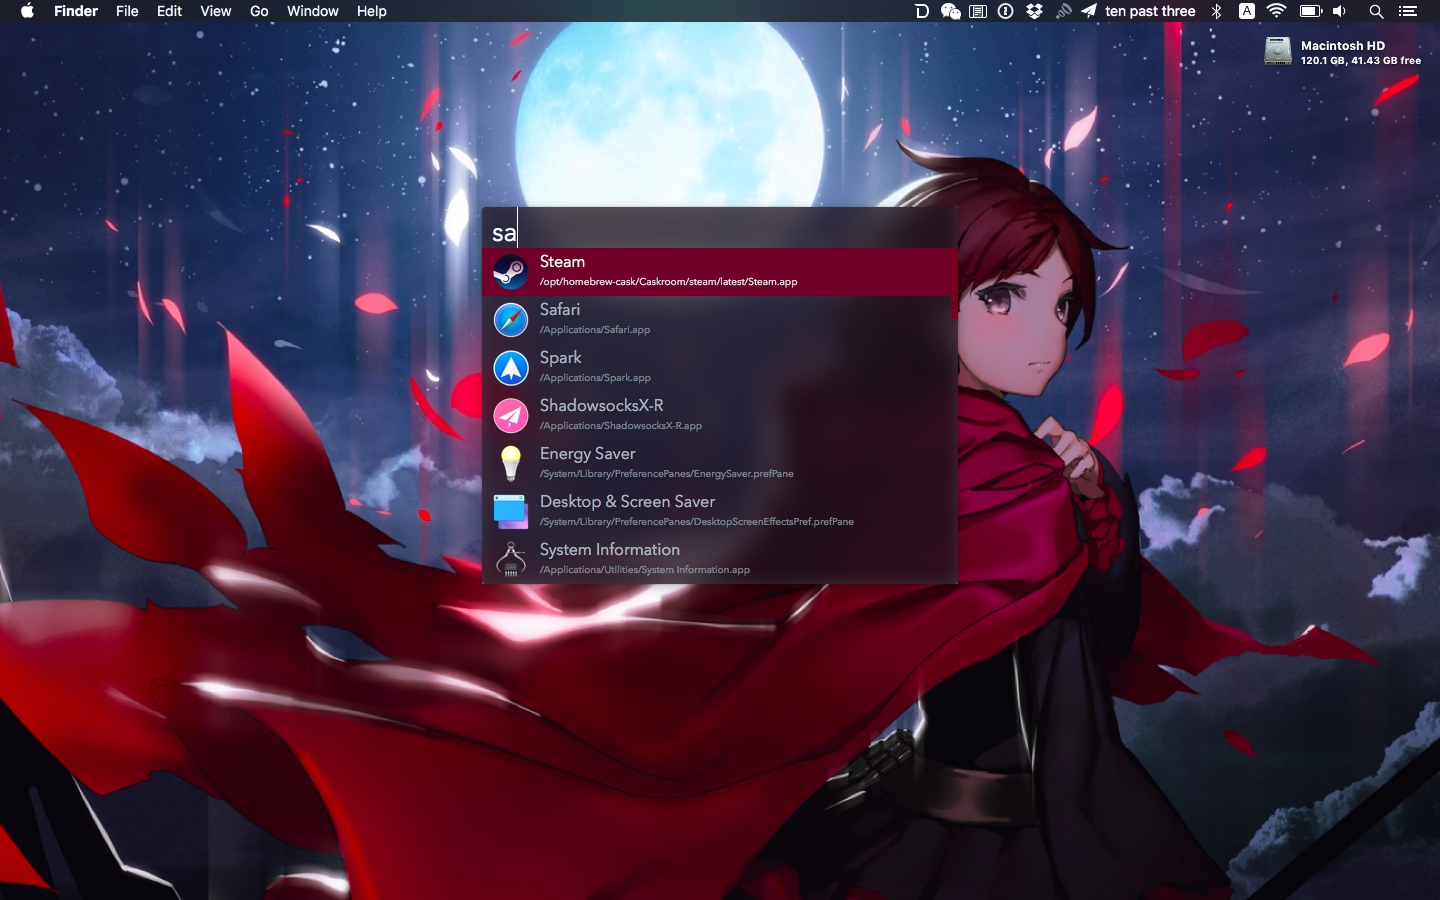 Finder File Edit View Go Window Help ten past three A
Macintosh HD
120.1 GB, 41.43 GB free
sa
Steam
/opt/homebrew-cask/Caskroom/steam/latest/Steam.app
Safari
/Applications/Safari.app
Spark
/Applications/Spark.app
ShadowsocksX-R
/Applications/ShadowsocksX-R.app
Energy Saver
/System/Library/PreferencePanes/EnergySaver.prefPane
Desktop & Screen Saver
/System/Library/PreferencePanes/DesktopScreenEffectsPref.prefPane
System Information
/Applications/Utilities/System Information.app